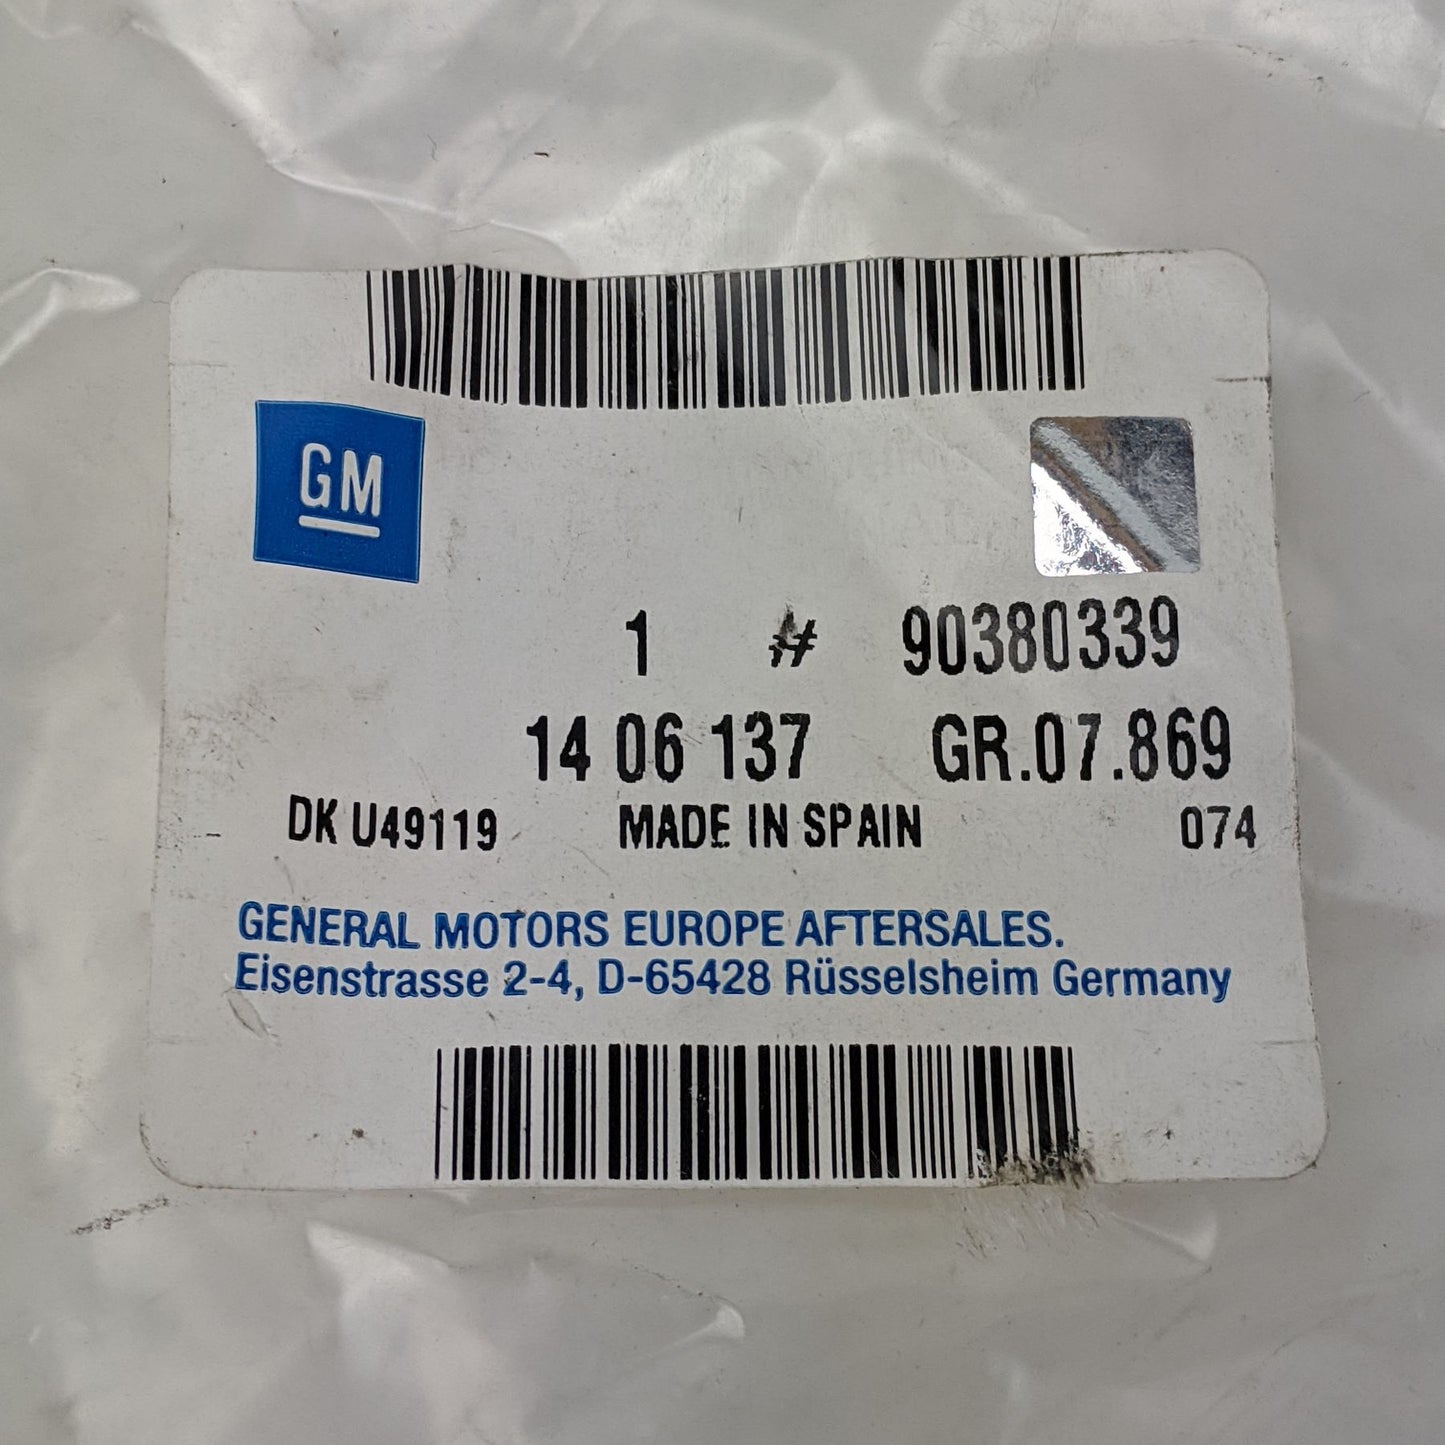 GM
1 # 90380339
14 06 137 GR.07.869
DK U49119 MADE IN SPAIN 074
GENERAL MOTORS EUROPE AFTERSALES.
Eisenstrasse 2-4, D-65428 Rüsselsheim Germany